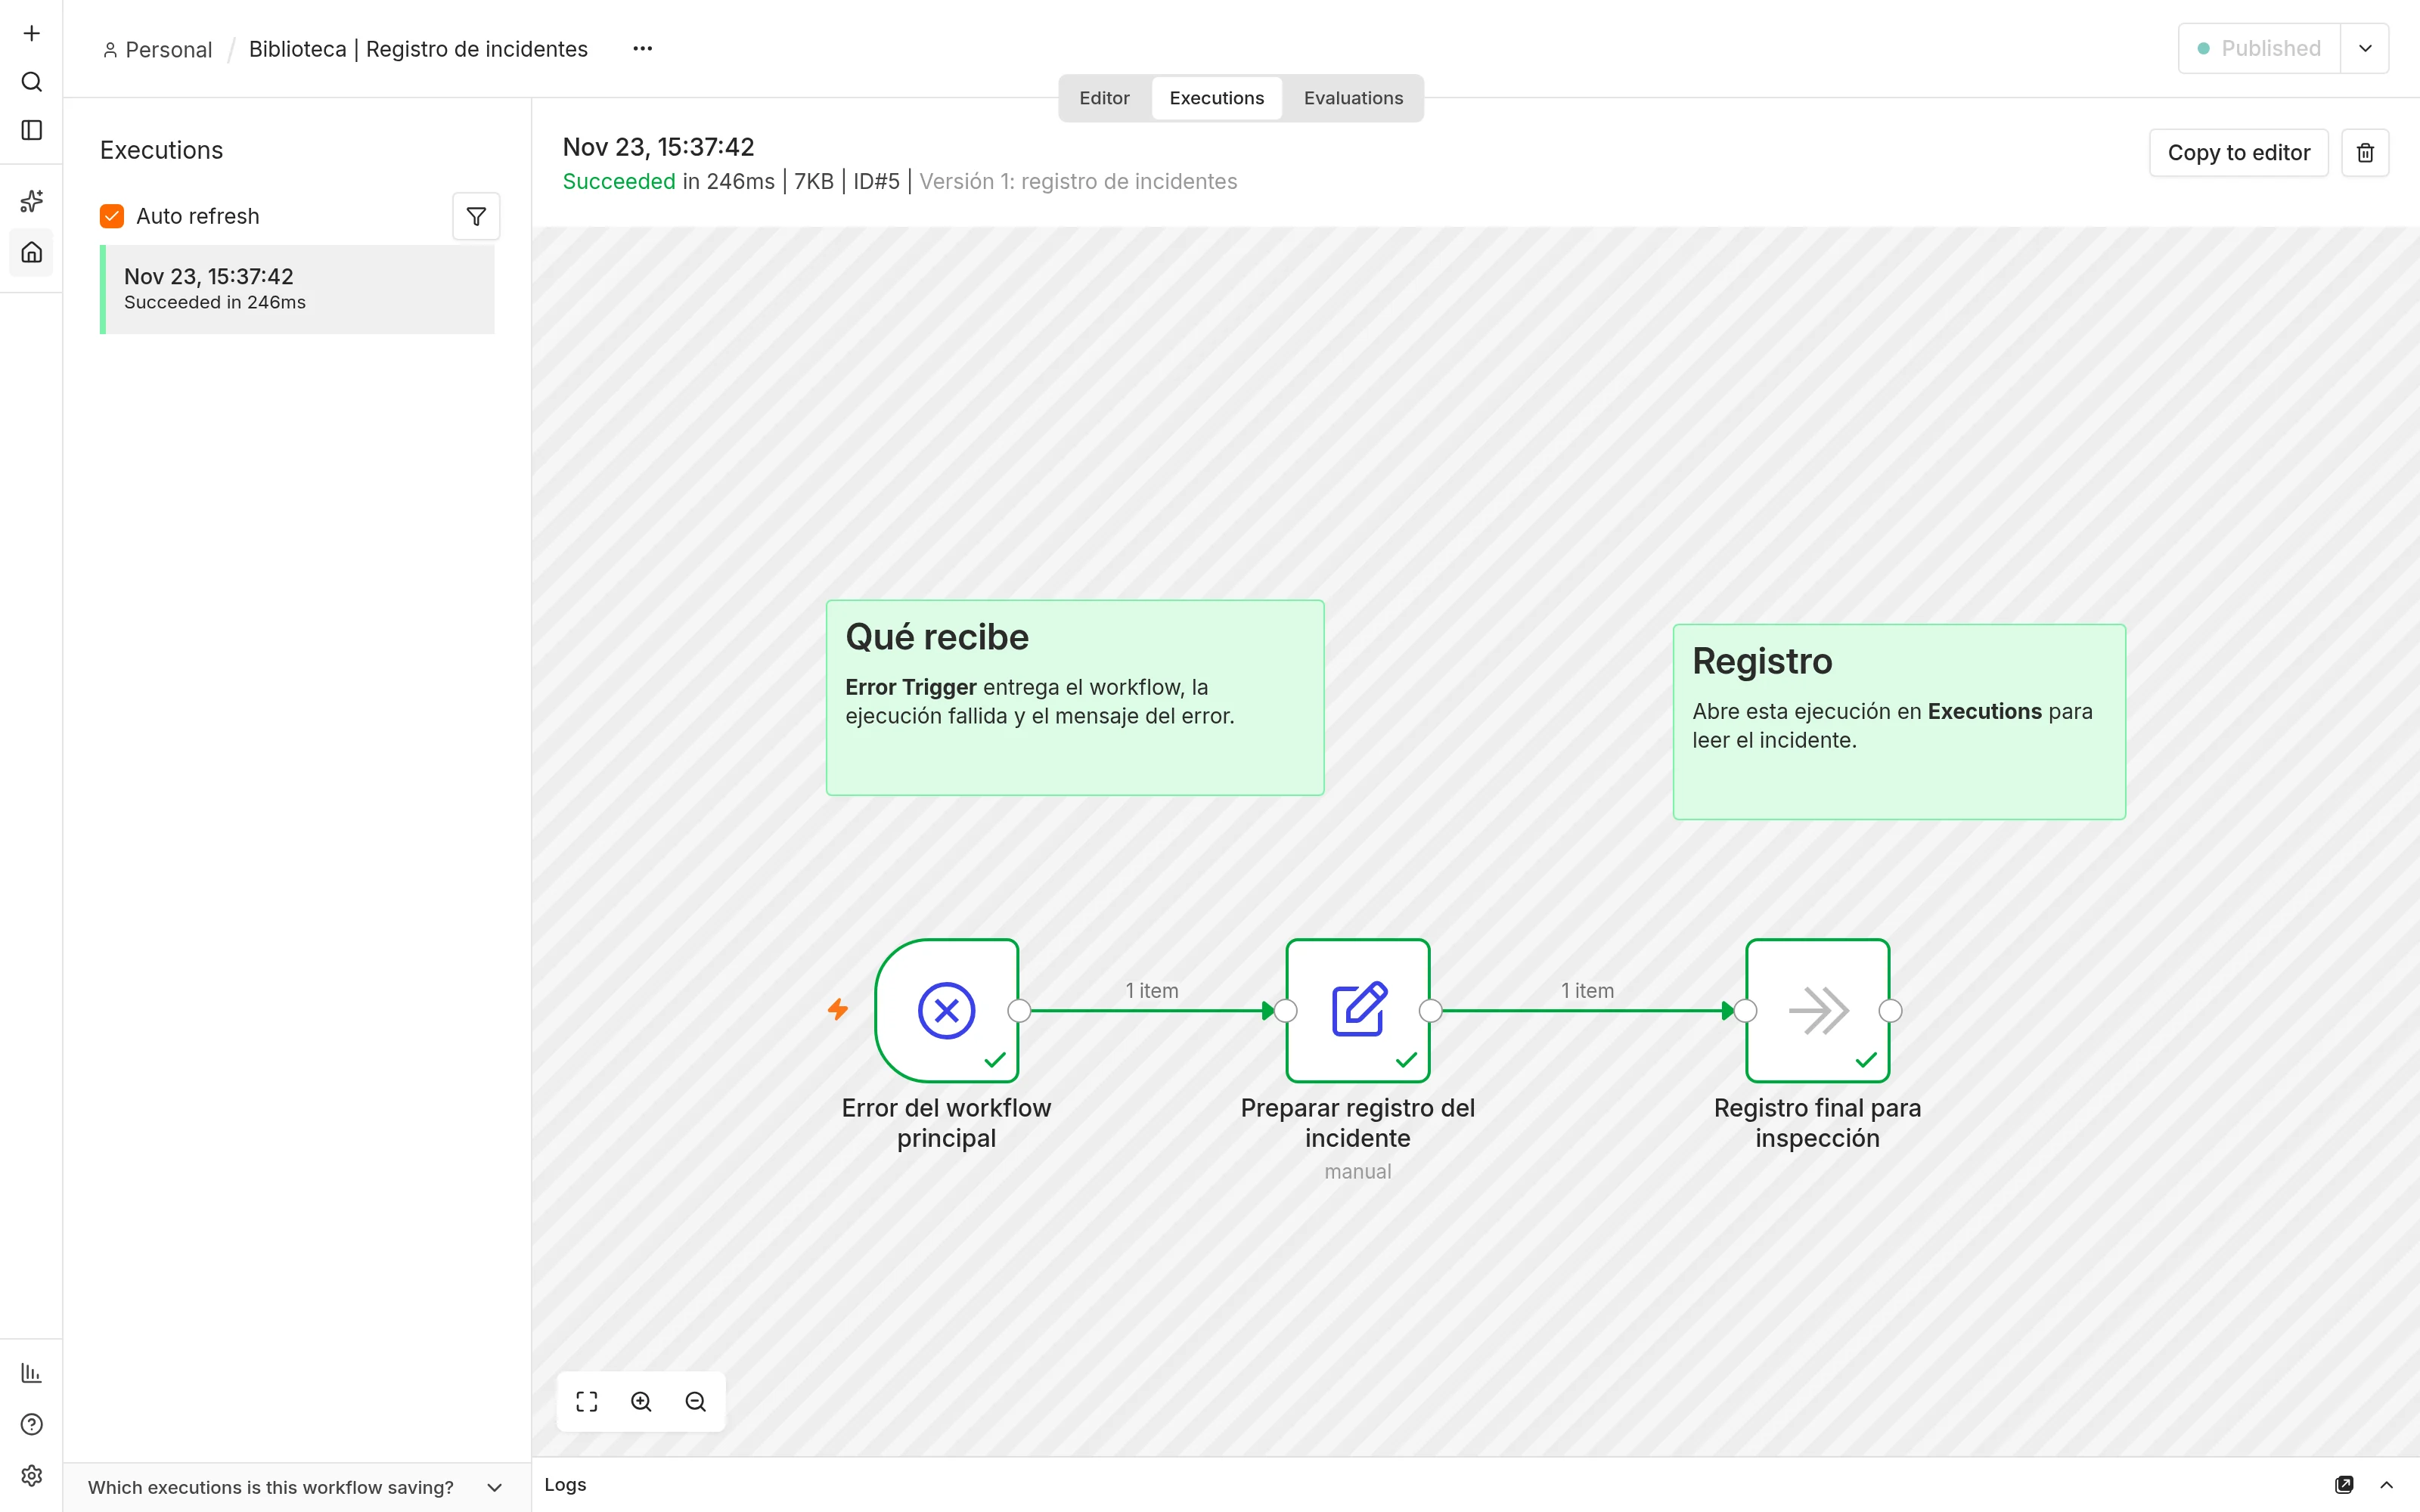 Personal / Biblioteca | Registro de incidentes
Published
Editor Executions Evaluations
Executions
Auto refresh
Nov 23, 15:37:42
Succeeded in 246ms
Nov 23, 15:37:42
Succeeded in 246ms | 7KB | ID#5 | Versión 1: registro de incidentes
Copy to editor
Qué recibe
Error Trigger entrega el workflow, la
ejecución fallida y el mensaje del error.
Registro
Abre esta ejecución en Executions para
leer el incidente.
1 item
1 item
Error del workflow
principal
Preparar registro del
incidente
manual
Registro final para
inspección
Which executions is this workflow saving?
Logs